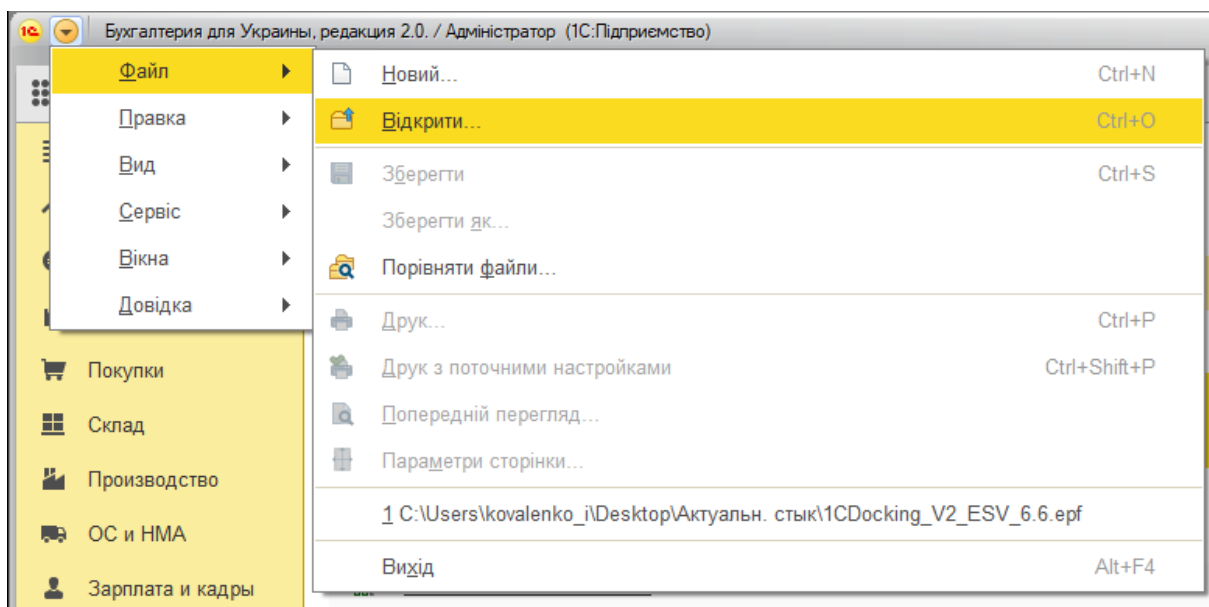 1С Бухгалтерия для Украины, редакция 2.0. / Адміністратор (1С:Підприємство)
Файл
Правка
Вид
Сервіс
Вікна
Довідка
Новий... Ctrl+N
Відкрити... Ctrl+O
Зберегти Ctrl+S
Зберегти як...
Порівняти файли...
Друк... Ctrl+P
Друк з поточними настройками Ctrl+Shift+P
Попередній перегляд...
Параметри сторінки...
1 C:\Users\kovalenko_i\Desktop\Актуальн. стык\1CDocking_V2_ESV_6.6.epf
Вихід Alt+F4
Покупки
Склад
Производство
ОС и НМА
Зарплата и кадры